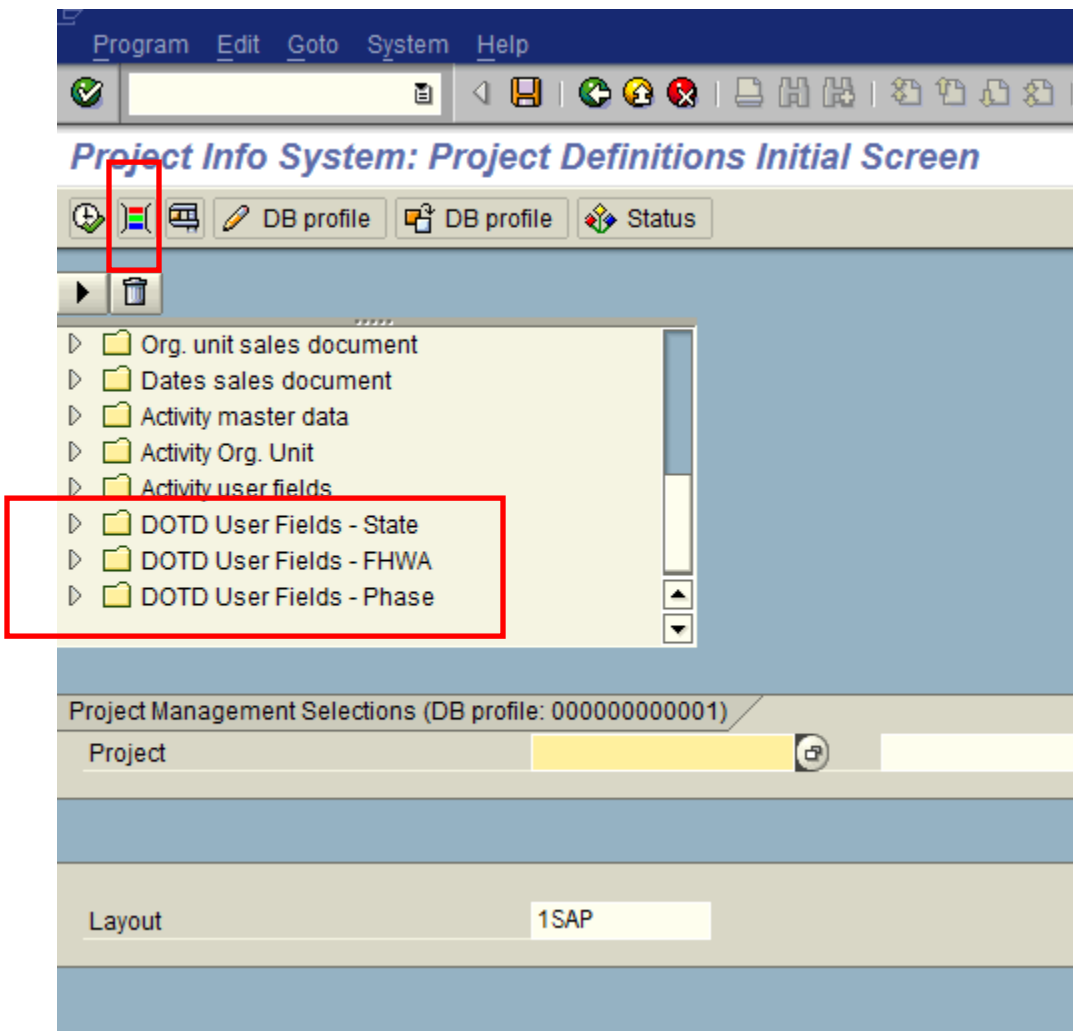 Program Edit Goto System Help
Project Info System: Project Definitions Initial Screen
DB profile DB profile Status
Org. unit sales document
Dates sales document
Activity master data
Activity Org. Unit
Activity user fields
DOTD User Fields - State
DOTD User Fields - FHWA
DOTD User Fields - Phase
Project Management Selections (DB profile: 000000000001)
Project
Layout 1SAP